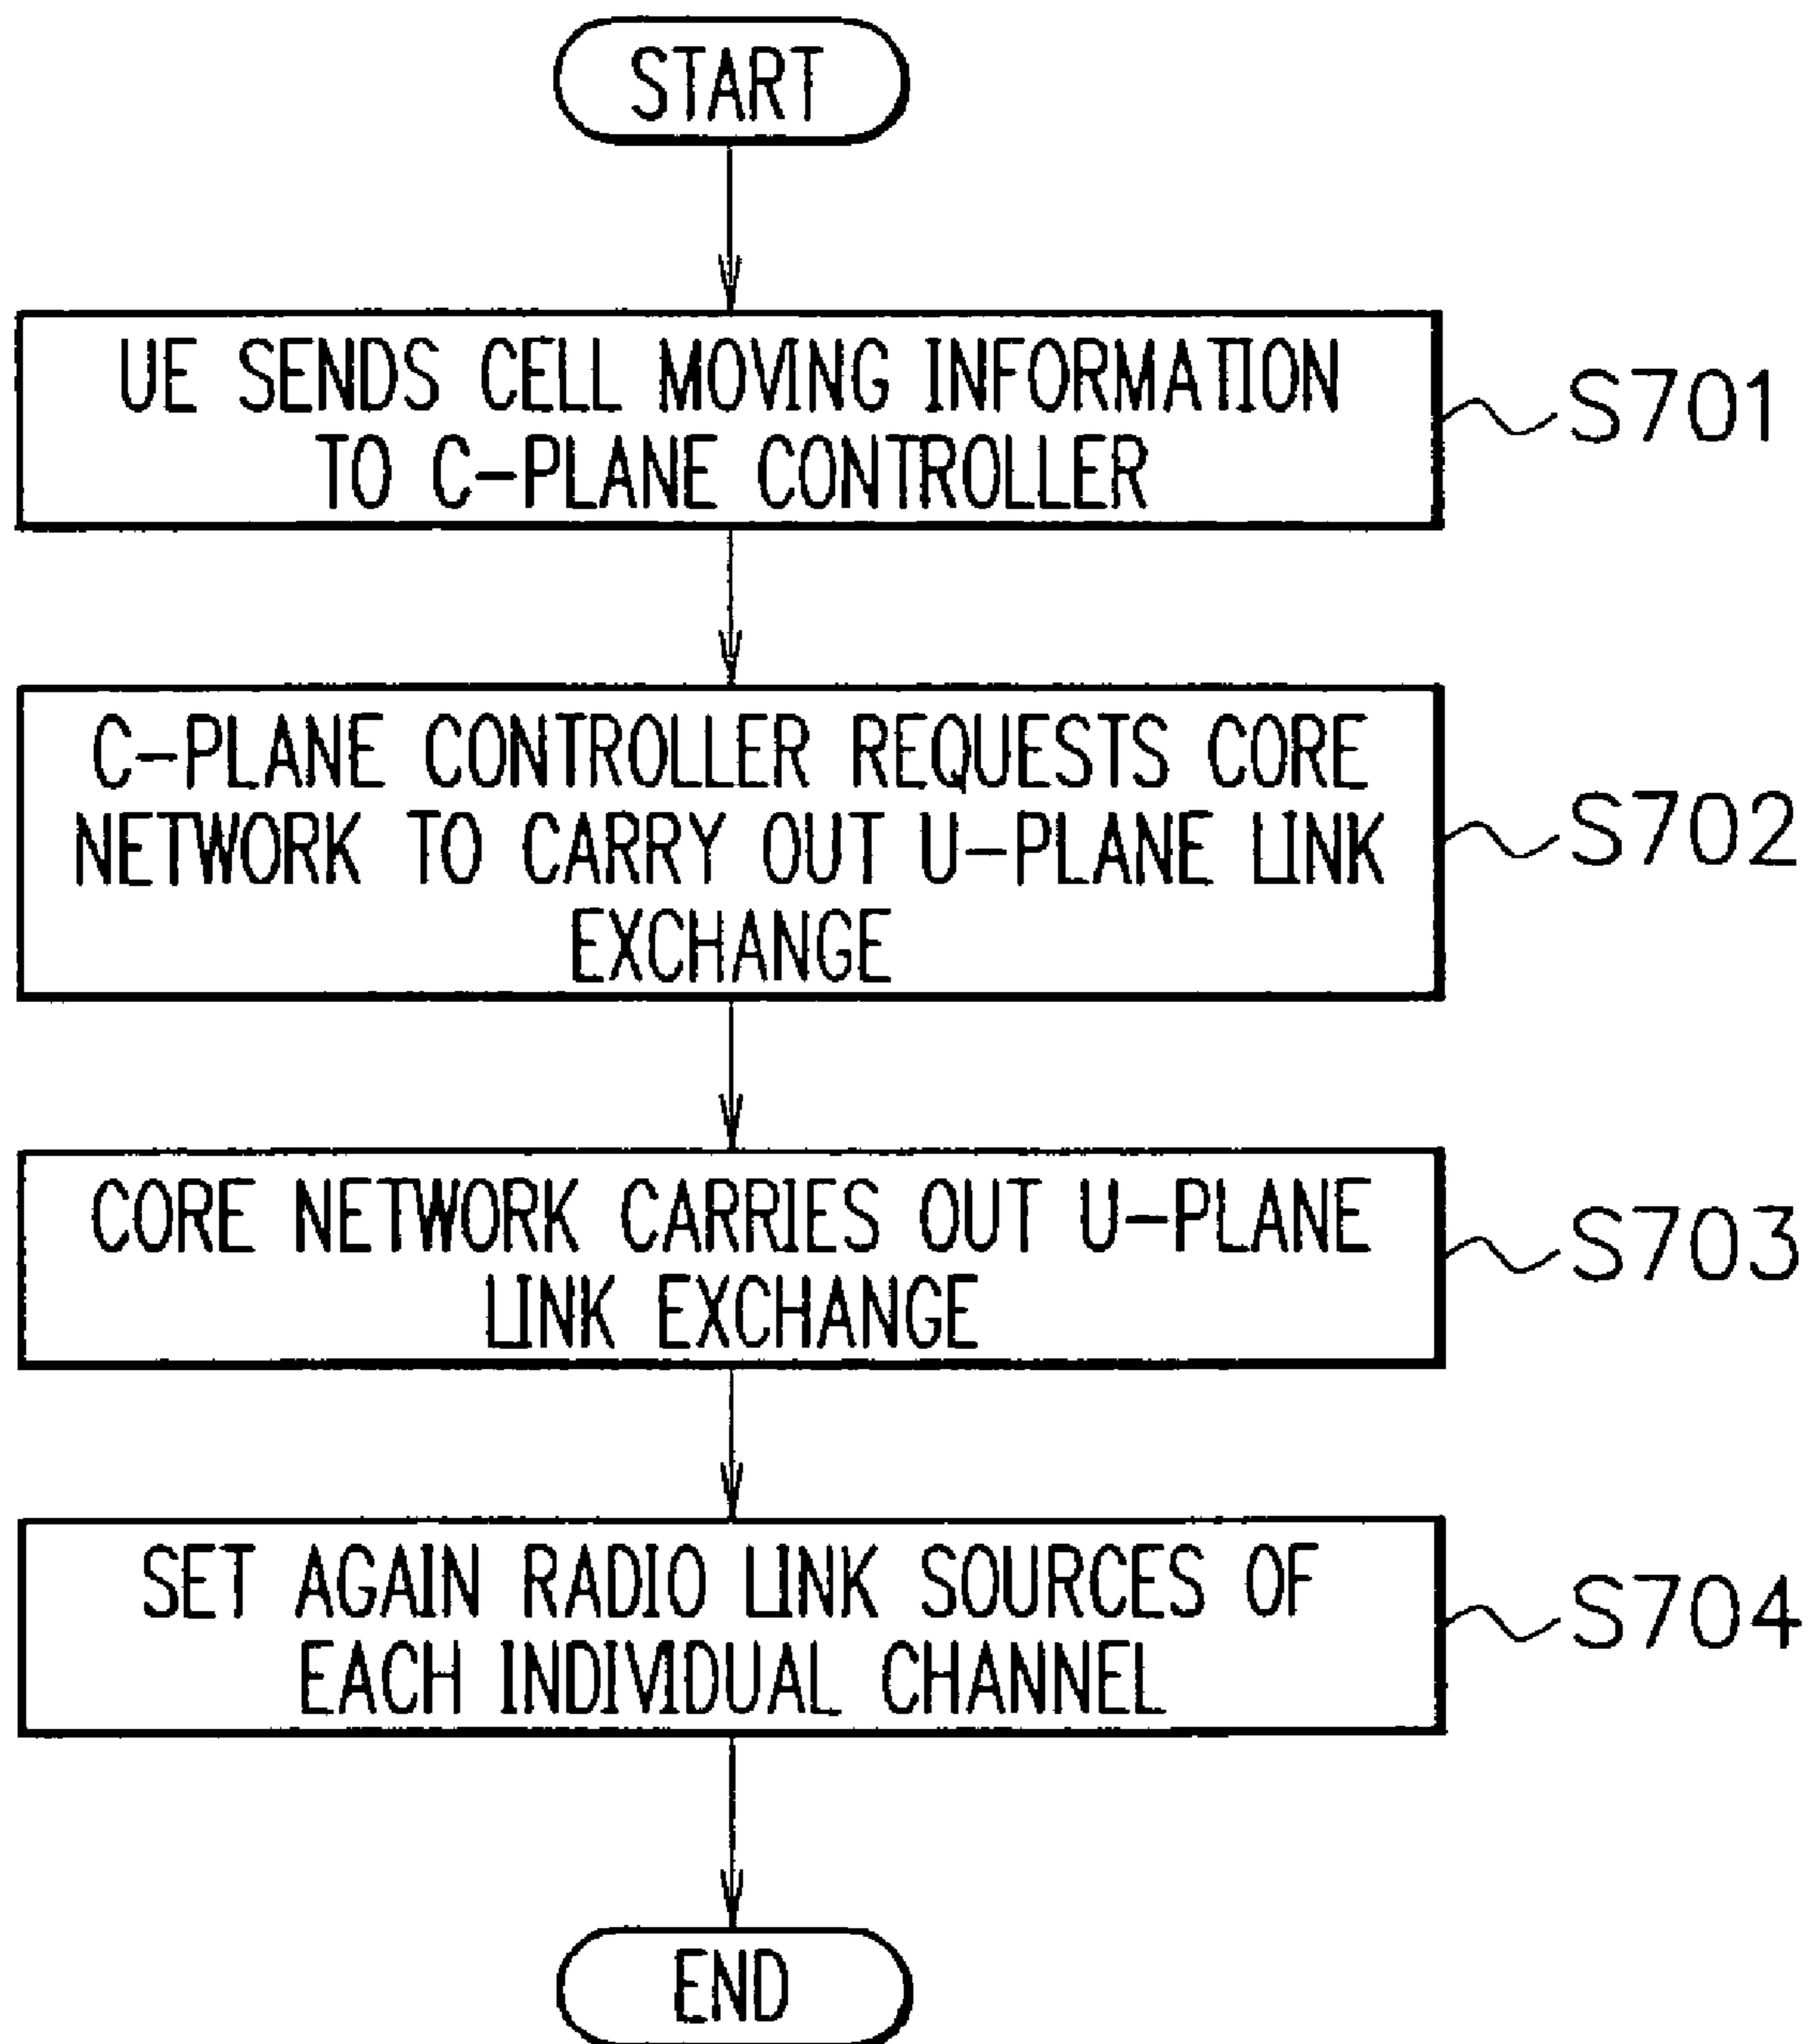 START
UE SENDS CELL MOVING INFORMATION
TO C-PLANE CONTROLLER
S701
C-PLANE CONTROLLER REQUESTS CORE
NETWORK TO CARRY OUT U-PLANE LINK
EXCHANGE
S702
CORE NETWORK CARRIES OUT U-PLANE
LINK EXCHANGE
S703
SET AGAIN RADIO LINK SOURCES OF
EACH INDIVIDUAL CHANNEL
S704
END